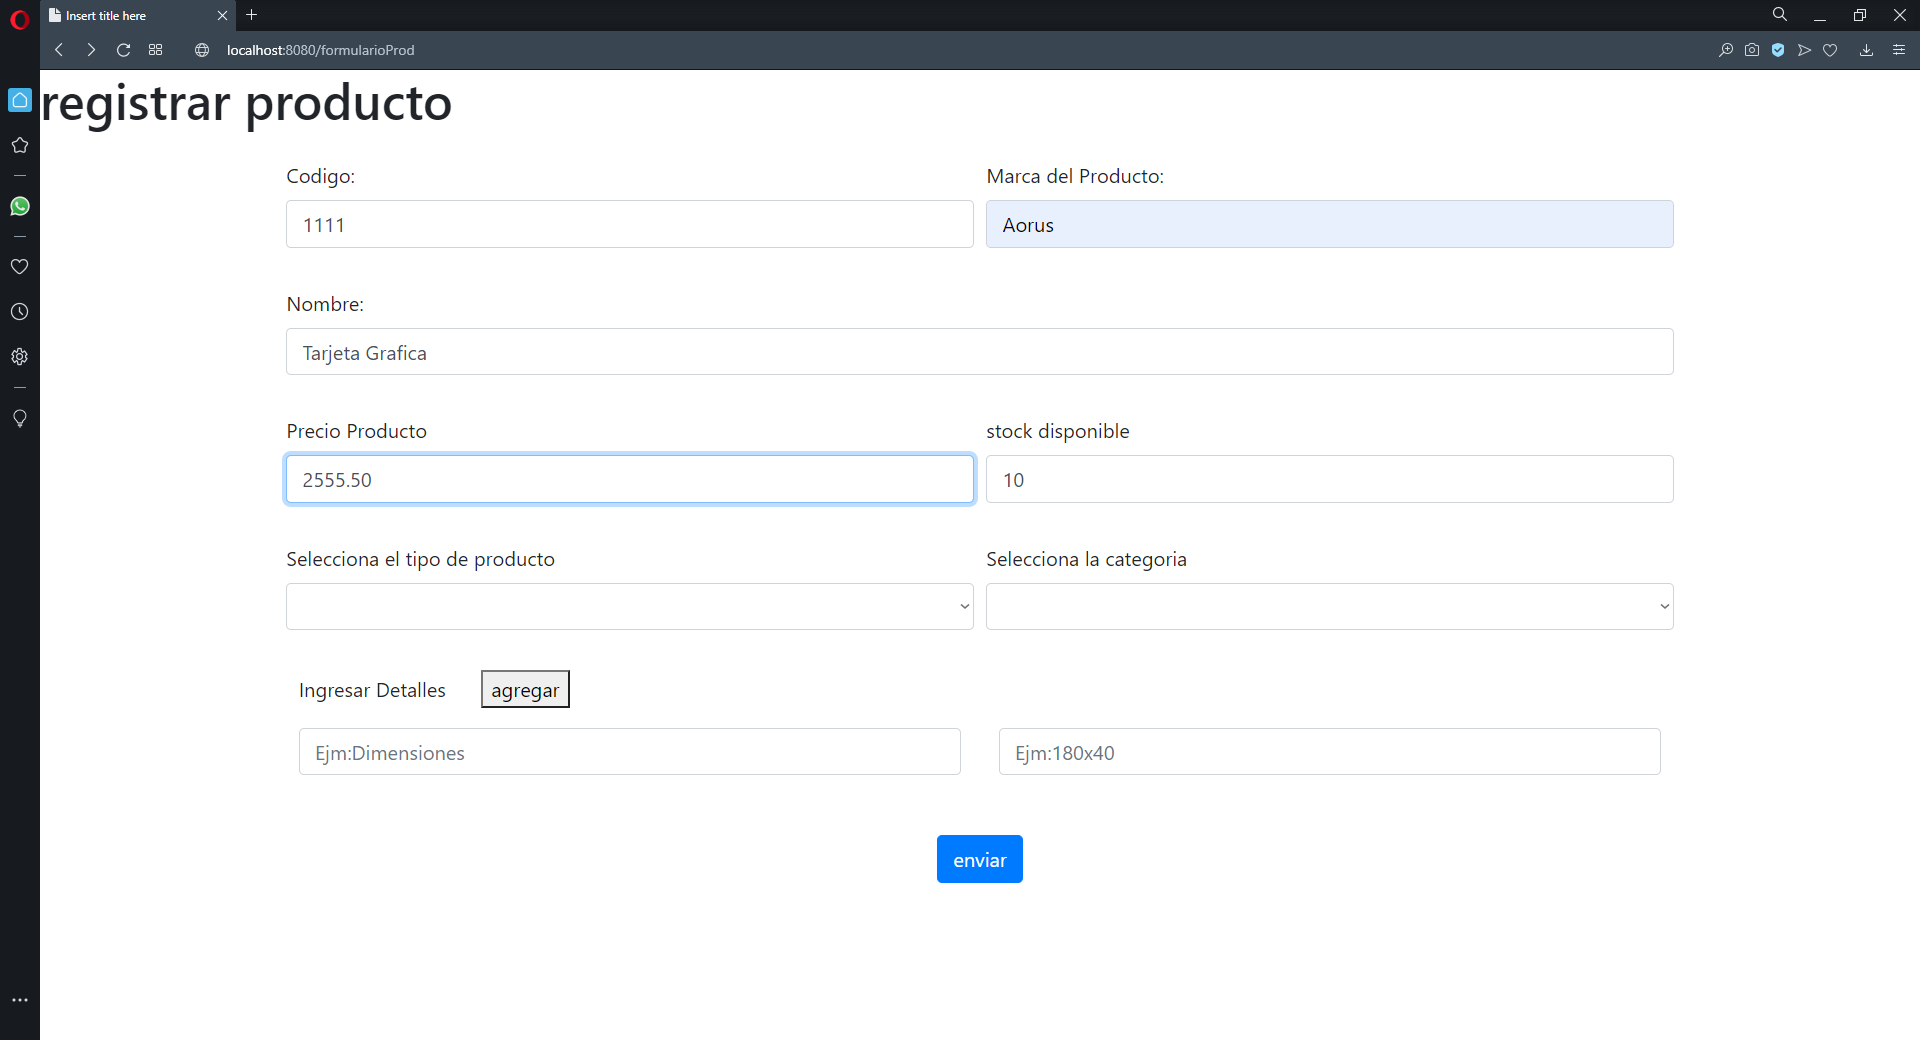 Insert title here
localhost:8080/formularioProd
registrar producto
Codigo:
Marca del Producto:
1111
Aorus
Nombre:
Tarjeta Grafica
Precio Producto
stock disponible
2555.50
10
Selecciona el tipo de producto
Selecciona la categoria
Ingresar Detalles
agregar
Ejm:Dimensiones
Ejm:180x40
enviar